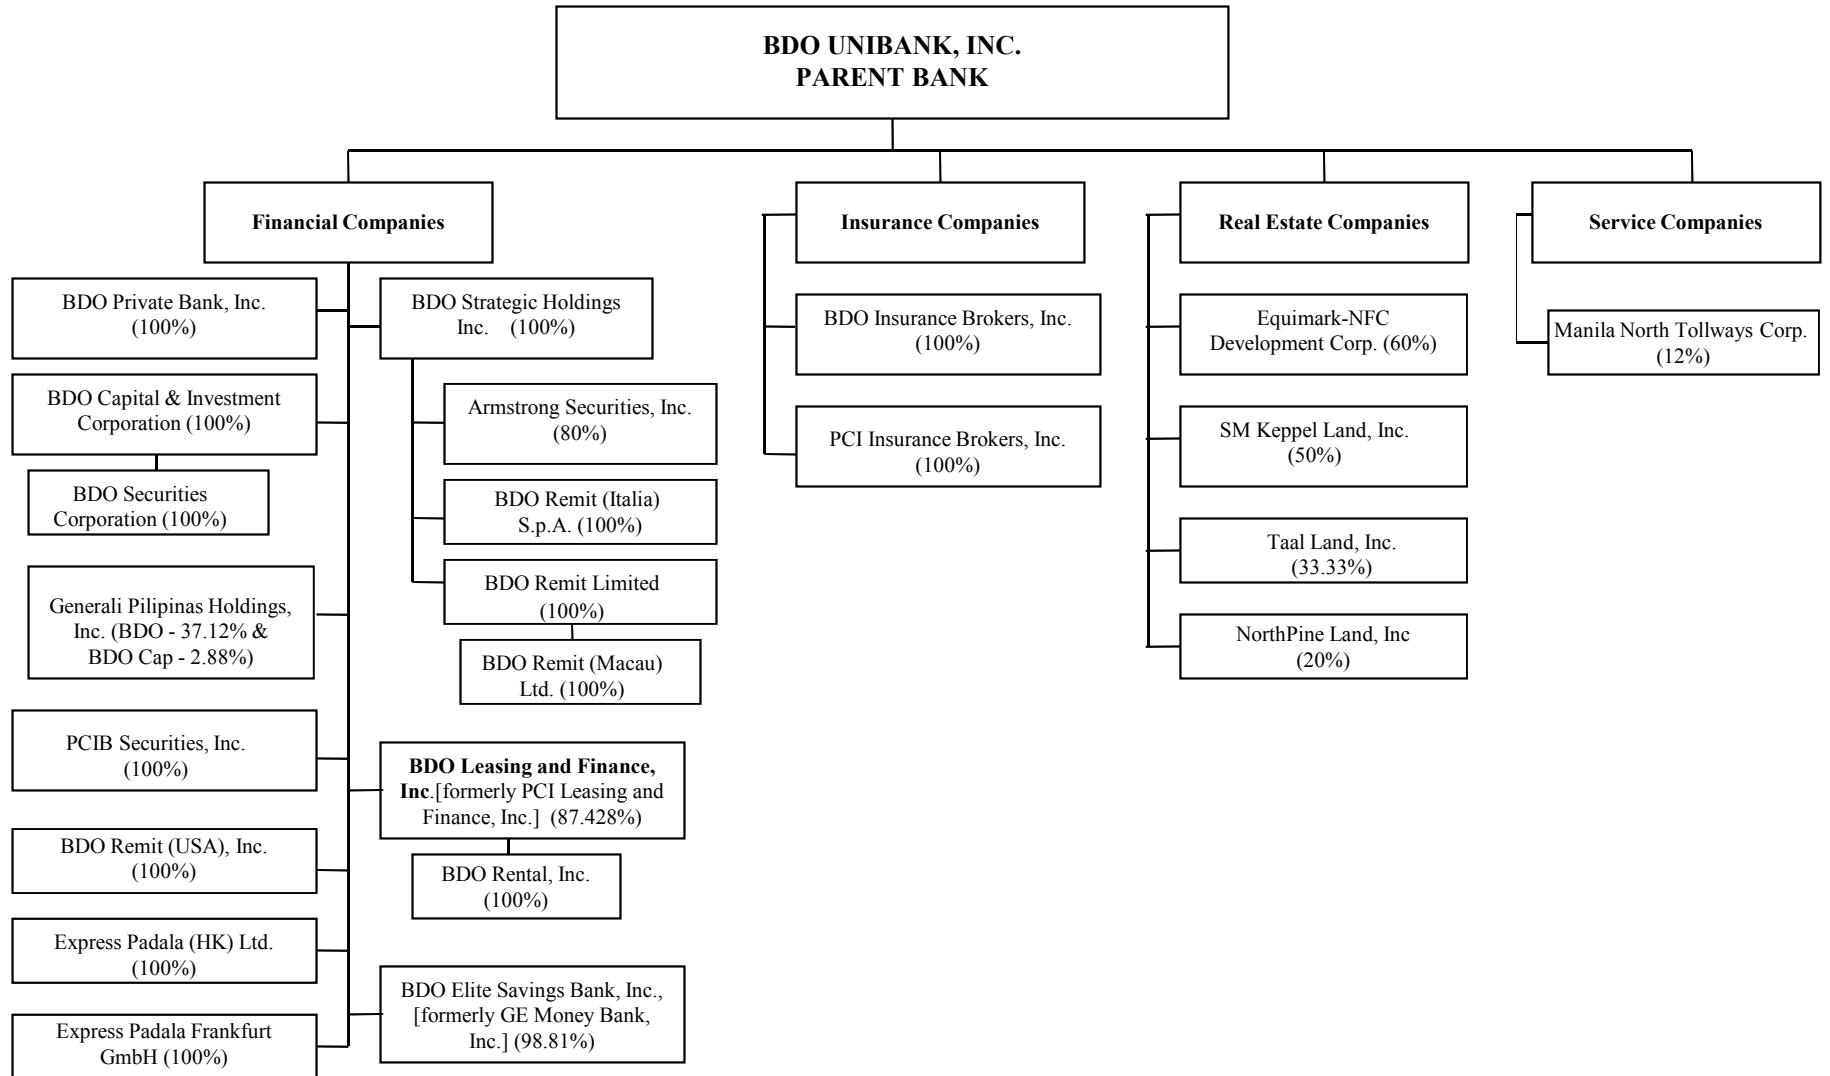 BDO UNIBANK, INC.
PARENT BANK
Financial Companies
BDO Private Bank, Inc.
(100%)
BDO Capital & Investment
Corporation (100%)
BDO Securities
Corporation (100%)
Generali Pilipinas Holdings,
Inc. (BDO - 37.12% &
BDO Cap - 2.88%)
PCIB Securities, Inc.
(100%)
BDO Remit (USA), Inc.
(100%)
Express Padala (HK) Ltd.
(100%)
Express Padala Frankfurt
GmbH (100%)
BDO Strategic Holdings
Inc. (100%)
Armstrong Securities, Inc.
(80%)
BDO Remit (Italia)
S.p.A. (100%)
BDO Remit Limited
(100%)
BDO Remit (Macau)
Ltd. (100%)
BDO Leasing and Finance,
Inc.[formerly PCI Leasing and
Finance, Inc.] (87.428%)
BDO Rental, Inc.
(100%)
BDO Elite Savings Bank, Inc.,
[formerly GE Money Bank,
Inc.] (98.81%)
Insurance Companies
BDO Insurance Brokers, Inc.
(100%)
PCI Insurance Brokers, Inc.
(100%)
Real Estate Companies
Equimark-NFC
Development Corp. (60%)
SM Keppel Land, Inc.
(50%)
Taal Land, Inc.
(33.33%)
NorthPine Land, Inc
(20%)
Service Companies
Manila North Tollways Corp.
(12%)